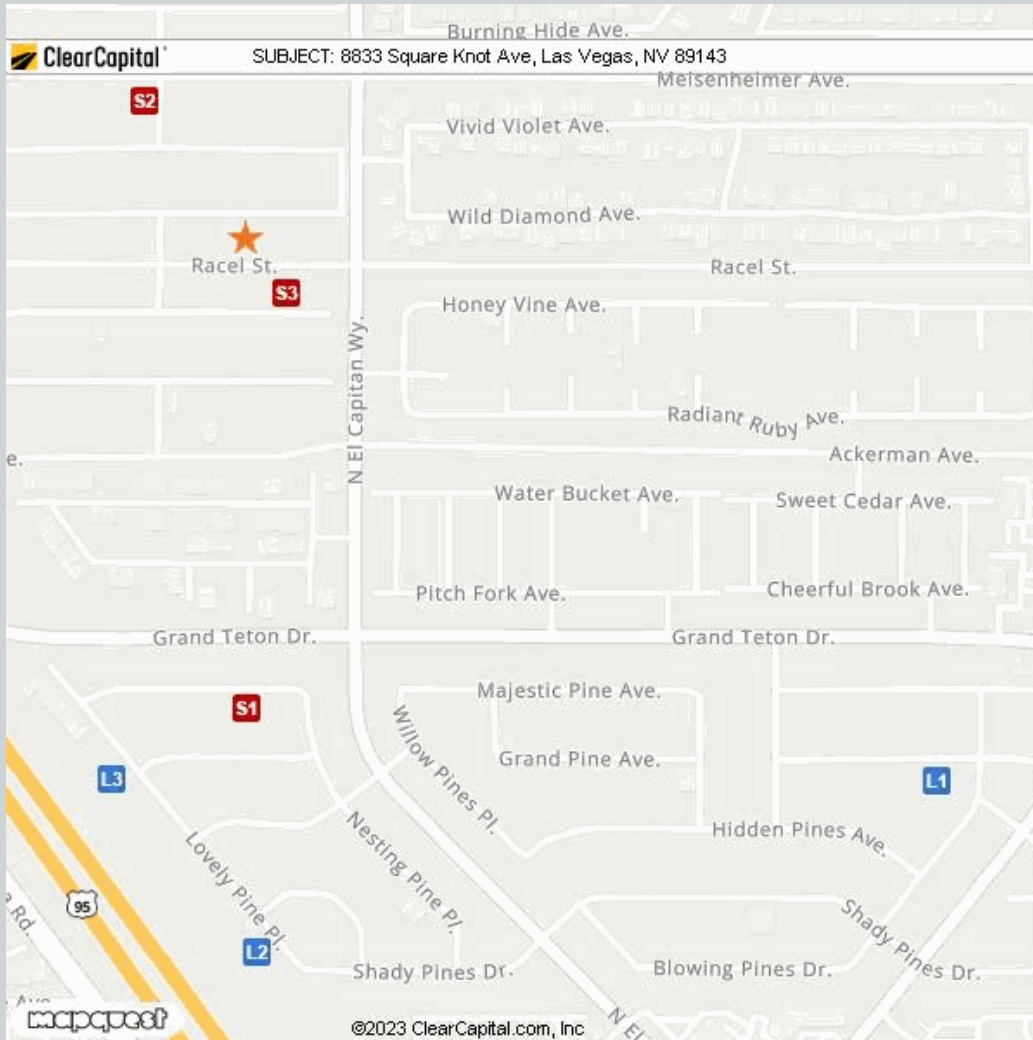 Burning Hide Ave.
ClearCapital
SUBJECT: 8833 Square Knot Ave, Las Vegas, NV 89143
Meisenheimer Ave.
S2
Vivid Violet Ave.
Wild Diamond Ave.
Racel St.
Racel St.
S3
Honey Vine Ave.
N El Capitan Wy.
Radiant Ruby Ave.
e.
Ackerman Ave.
Water Bucket Ave.
Sweet Cedar Ave.
Pitch Fork Ave.
Cheerful Brook Ave.
Grand Teton Dr.
Grand Teton Dr.
Majestic Pine Ave.
S1
Willow Pines Pl.
Grand Pine Ave.
L3
L1
Nesting Pine Pl.
Hidden Pines Ave.
Lovely Pine Pl.
95
a Rd.
Shady Pines Dr.
L2
Shady Pines Dr.
Blowing Pines Dr.
Ave
mapquest
©2023 ClearCapital.com, Inc
N El